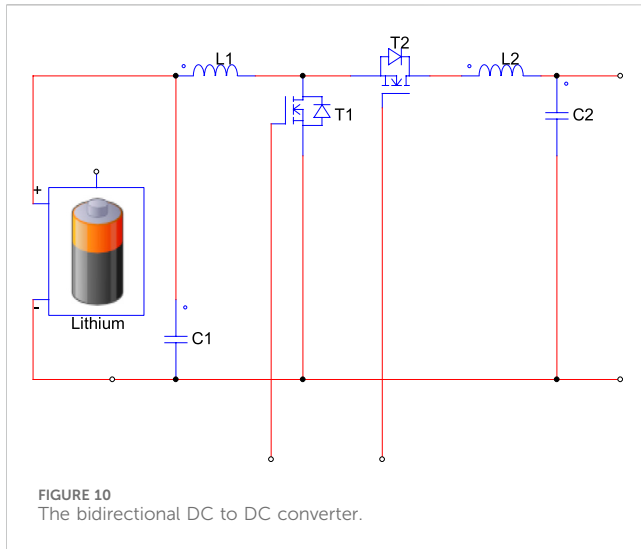 L1
T2
L2
T1
C2
+
-
Lithium
C1
FIGURE 10
The bidirectional DC to DC converter.